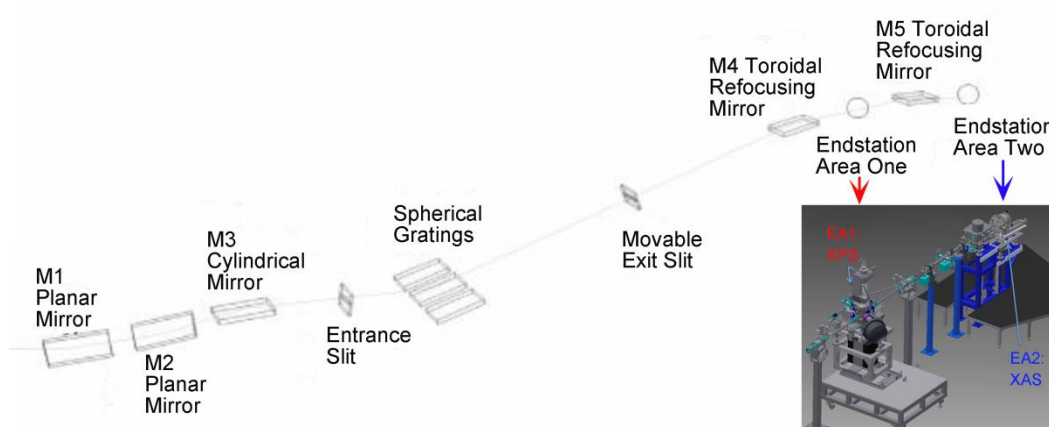 M1
Planar
Mirror
M2
Planar
Mirror
M3
Cylindrical
Mirror
Entrance
Slit
Spherical
Gratings
Movable
Exit Slit
M4 Toroidal
Refocusing
Mirror
M5 Toroidal
Refocusing
Mirror
Endstation
Area One
Endstation
Area Two
EA1:
XPS
EA2:
XAS